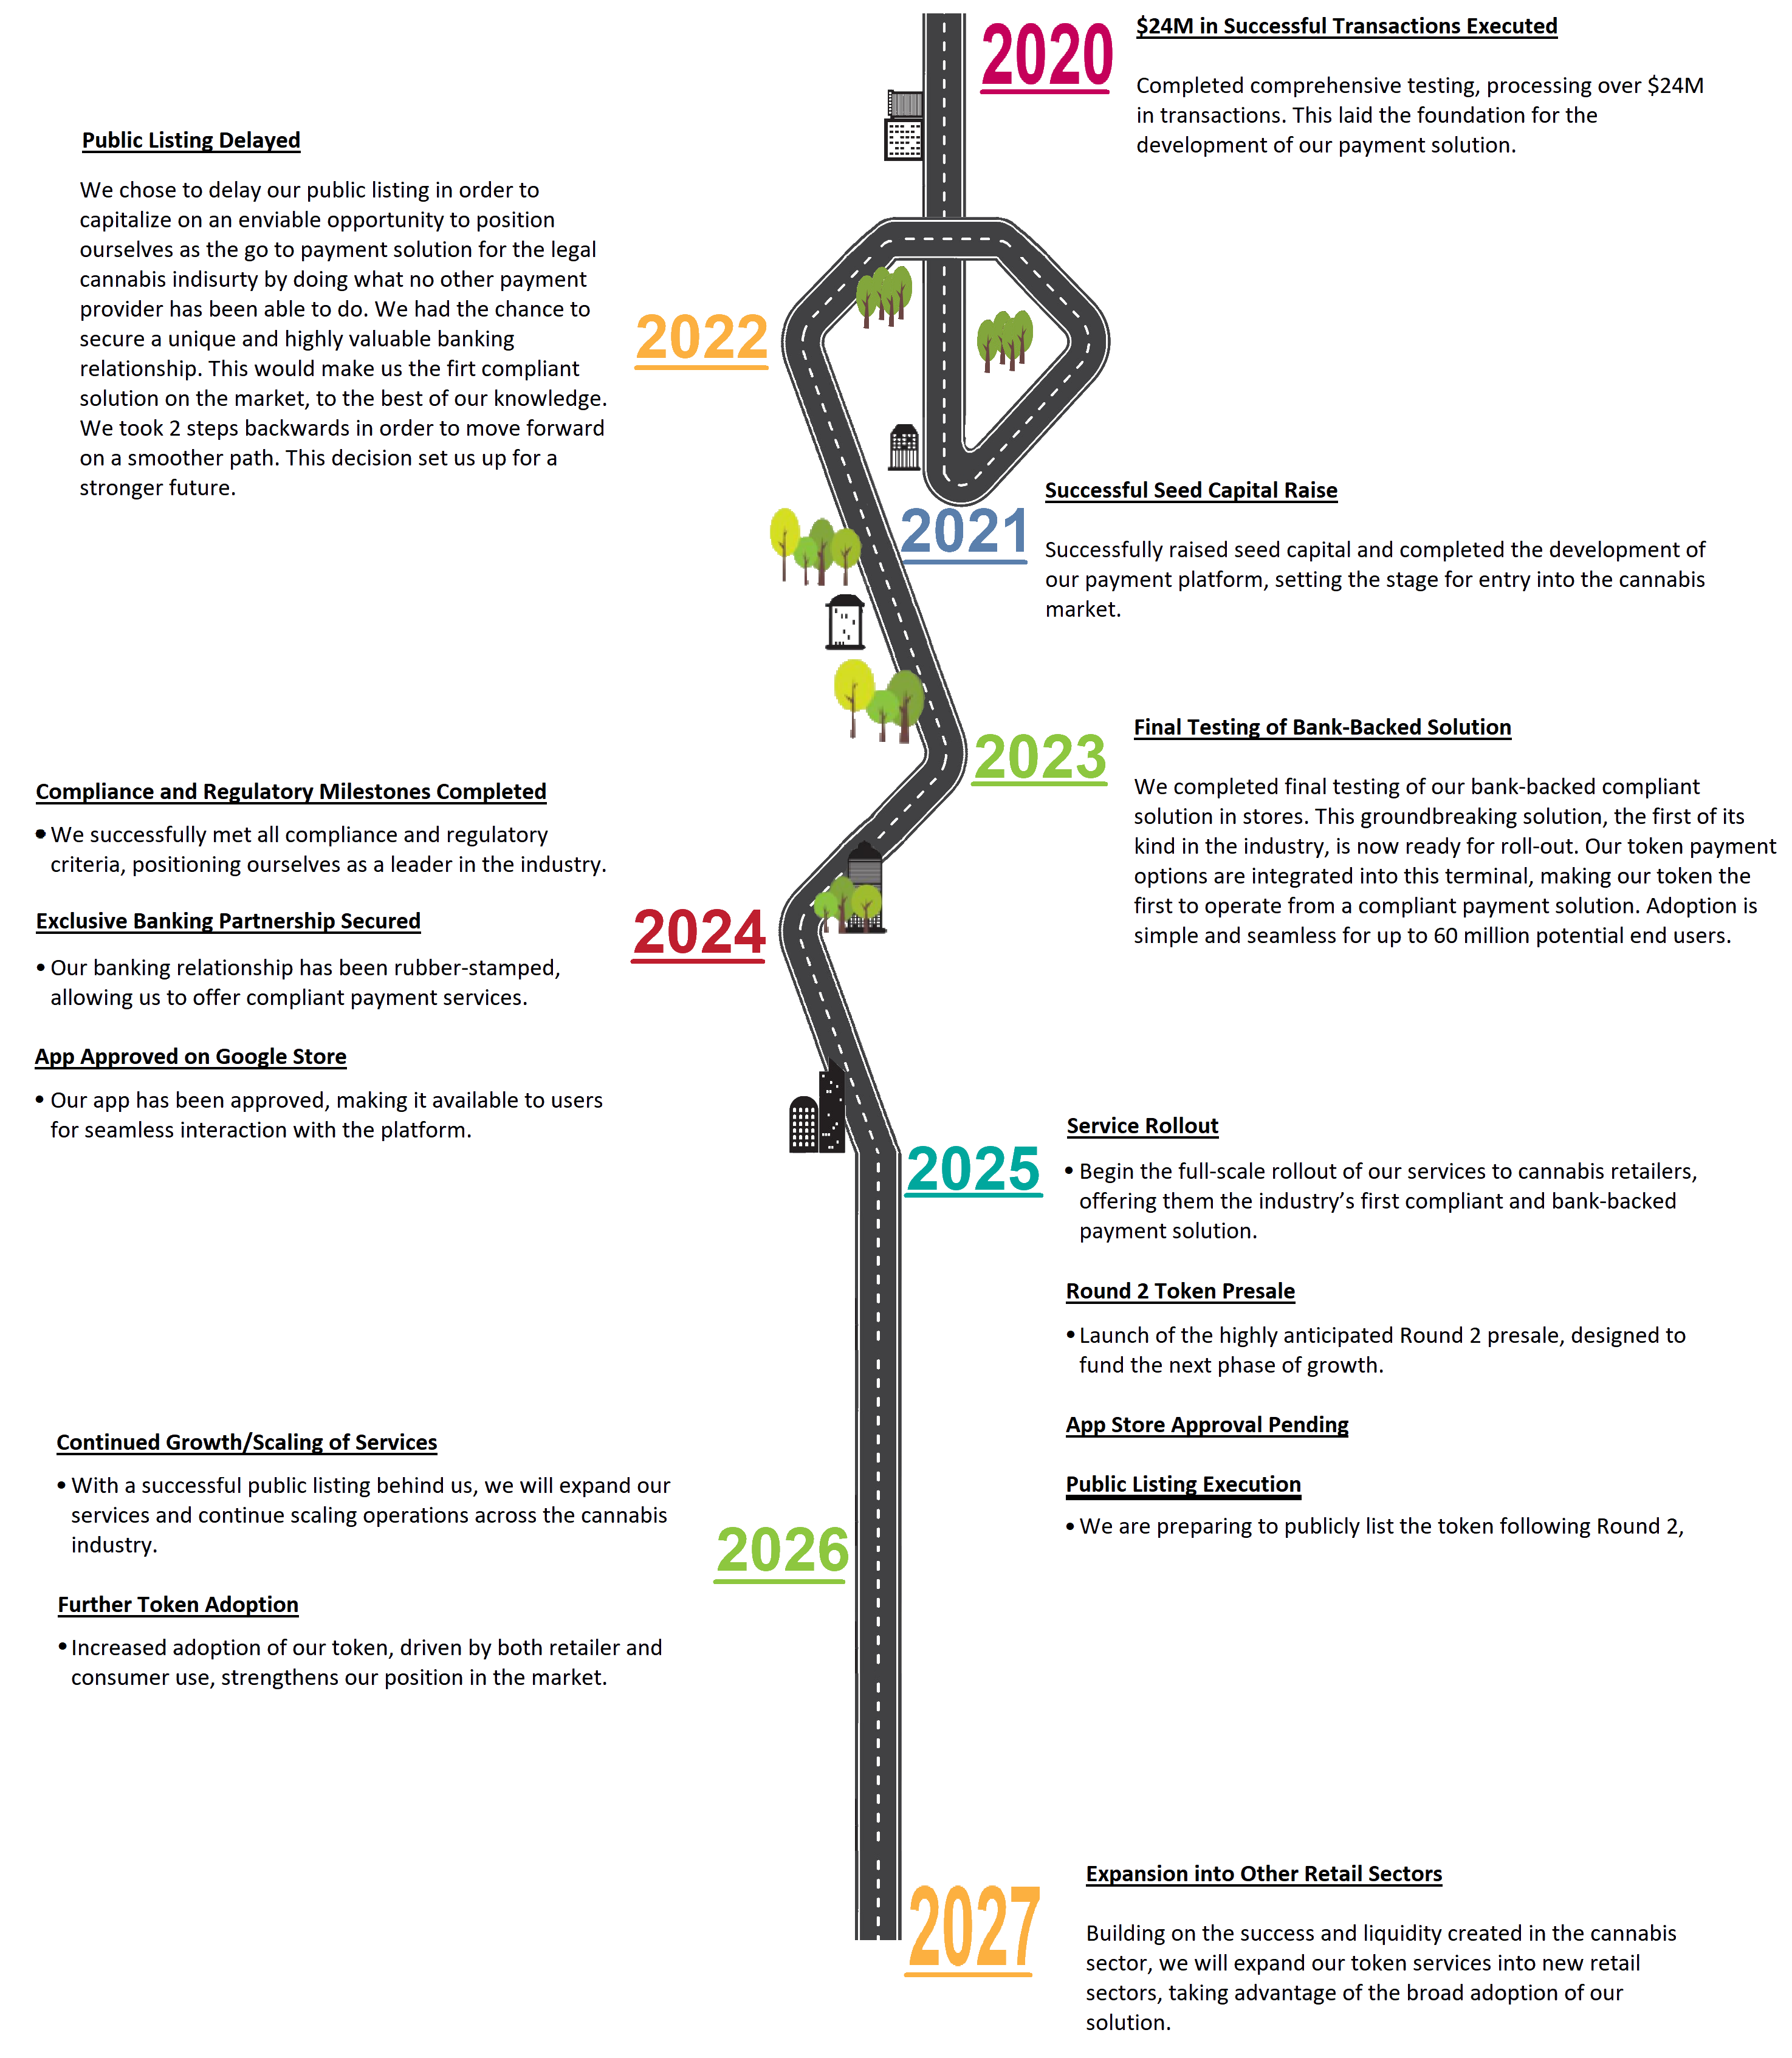 2020
$24M in Successful Transactions Executed
Completed comprehensive testing, processing over $24M
in transactions. This laid the foundation for the
development of our payment solution.
2021
Successful Seed Capital Raise
Successfully raised seed capital and completed the development of
our payment platform, setting the stage for entry into the cannabis
market.
2022
Public Listing Delayed
We chose to delay our public listing in order to
capitalize on an enviable opportunity to position
ourselves as the go to payment solution for the legal
cannabis indisurty by doing what no other payment
provider has been able to do. We had the chance to
secure a unique and highly valuable banking
relationship. This would make us the firt compliant
solution on the market, to the best of our knowledge.
We took 2 steps backwards in order to move forward
on a smoother path. This decision set us up for a
stronger future.
2023
Final Testing of Bank-Backed Solution
We completed final testing of our bank-backed compliant
solution in stores. This groundbreaking solution, the first of its
kind in the industry, is now ready for roll-out. Our token payment
options are integrated into this terminal, making our token the
first to operate from a compliant payment solution. Adoption is
simple and seamless for up to 60 million potential end users.
2024
Compliance and Regulatory Milestones Completed
• We successfully met all compliance and regulatory
criteria, positioning ourselves as a leader in the industry.
Exclusive Banking Partnership Secured
• Our banking relationship has been rubber-stamped,
allowing us to offer compliant payment services.
App Approved on Google Store
• Our app has been approved, making it available to users
for seamless interaction with the platform.
2025
Service Rollout
• Begin the full-scale rollout of our services to cannabis retailers,
offering them the industry’s first compliant and bank-backed
payment solution.
Round 2 Token Presale
• Launch of the highly anticipated Round 2 presale, designed to
fund the next phase of growth.
App Store Approval Pending
Public Listing Execution
• We are preparing to publicly list the token following Round 2,
2026
Continued Growth/Scaling of Services
• With a successful public listing behind us, we will expand our
services and continue scaling operations across the cannabis
industry.
Further Token Adoption
• Increased adoption of our token, driven by both retailer and
consumer use, strengthens our position in the market.
2027
Expansion into Other Retail Sectors
Building on the success and liquidity created in the cannabis
sector, we will expand our token services into new retail
sectors, taking advantage of the broad adoption of our
solution.